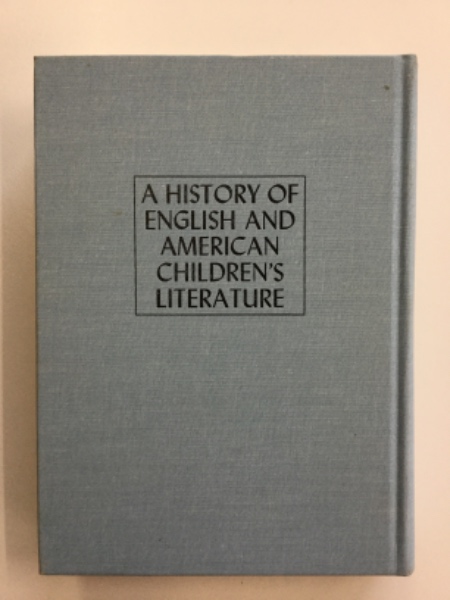 A HISTORY OF
ENGLISH AND
AMERICAN
CHILDREN'S
LITERATURE